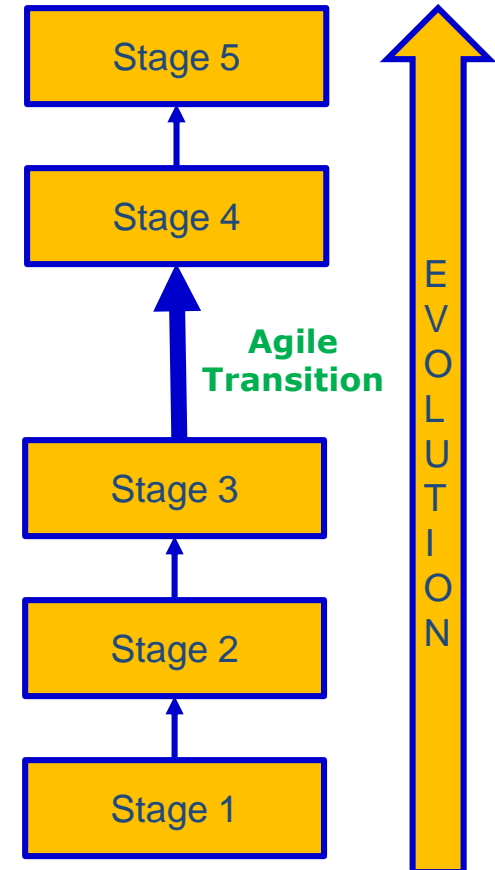 Stage 5
Stage 4
Agile
Transition
Stage 3
Stage 2
Stage 1
E
V
O
L
U
T
I
O
N